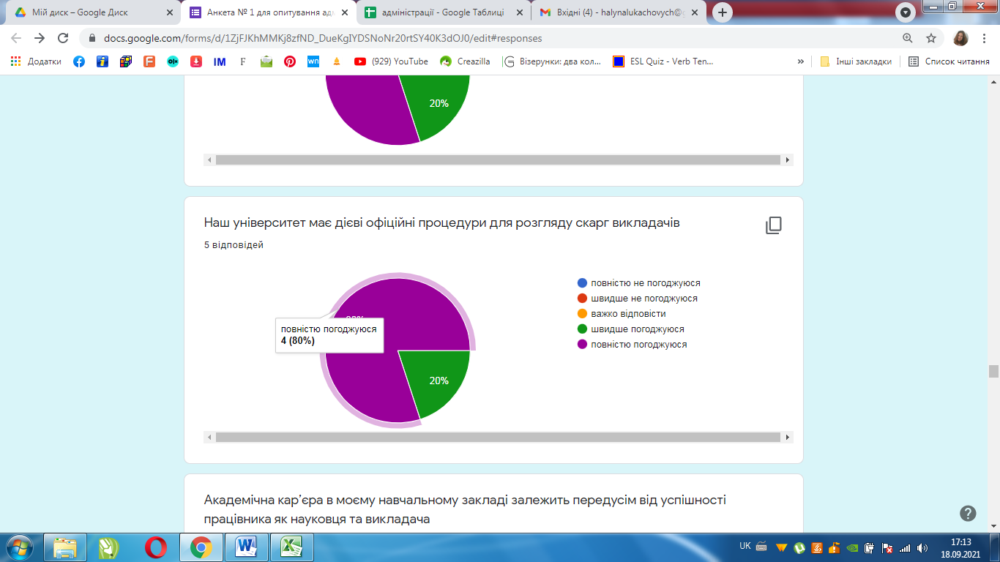 Мій диск – Google Диск
Анкета № 1 для опитування ад
адміністрації - Google Таблиці
Вхідні (4) - halynalukachovych@
docs.google.com/forms/d/1ZjFJKhMMKj8zfND_DueKgIYDSNoNr20rtSY40K3dOJ0/edit#responses
Додатки
IM
F
wn
(929) YouTube
Creazilla
Візерунки: два кол...
ESL Quiz - Verb Ten...
»
Інші закладки
Список читання
20%
Наш університет має дієві офіційні процедури для розгляду скарг викладачів
5 відповідей
повністю погоджуюся
4 (80%)
20%
повністю не погоджуюся
швидше не погоджуюся
важко відповісти
швидше погоджуюся
повністю погоджуюся
Академічна кар’єра в моєму навчальному закладі залежить передусім від успішності
працівника як науковця та викладача
UK
17:13
18.09.2021